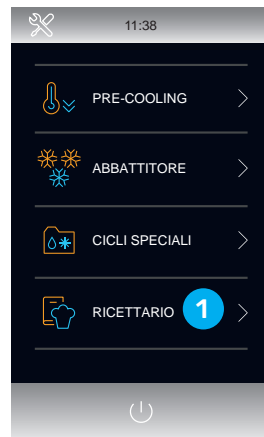 11:38
PRE-COOLING
ABBATTITORE
CICLI SPECIALI
RICETTARIO 1